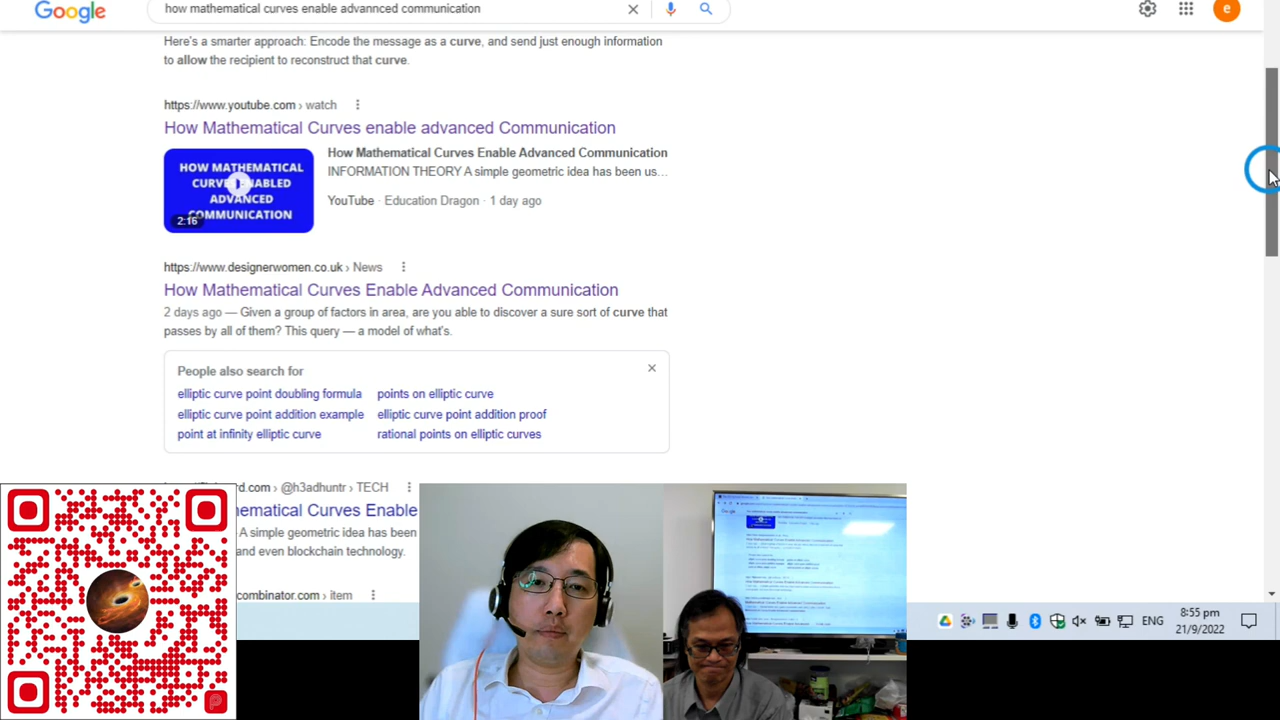 Google
how mathematical curves enable advannced communication
e
Here's a smarter approach: Encode the message as a curve, and send just enough information
to allow the recipient to reconstruct that curve.
https://www.youtube.com › watch
How Mathematical Curves enable advanced Communication
HOW MATHEMATICAL
CURVES ENABLED
ADVANCED
COMMUNICATION
2:16
How Mathematical Curves Enable Advanced Communication
INFORMATION THEORY A simple geometric idea has been us...
YouTube · Education Dragon · 1 day ago
https://www.designerwomen.co.uk › News
How Mathematical Curves Enable Advanced Communication
2 days ago — Given a group of factors in area, are you able to discover a sure sort of curve that
passes by all of them? This query — a model of what's.
People also search for
elliptic curve point doubling formula points on elliptic curve
elliptic curve point addition example elliptic curve point addition proof
point at infinity elliptic curve rational points on elliptic curves
rd.com › @h3adhuntr › TECH
ematical Curves Enable
A simple geometric idea has been
and even blockchain technology.
combinator.com › item
ENG
8:55 pm
21/9/2022